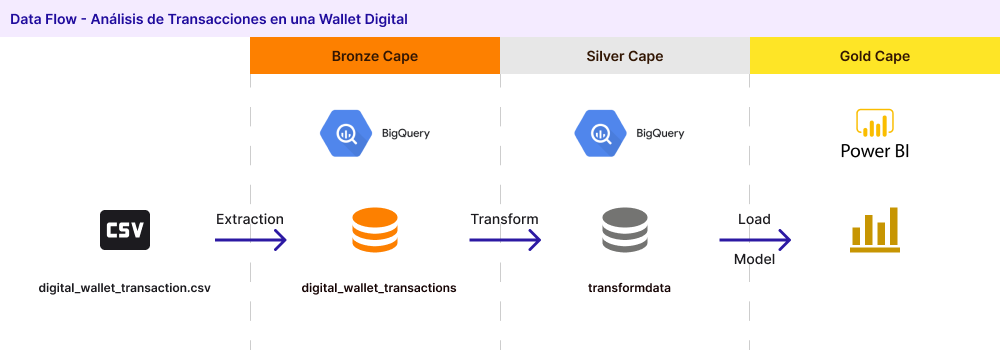 Data Flow - Análisis de Transacciones en una Wallet Digital
Bronze Cape
Silver Cape
Gold Cape
BigQuery
BigQuery
Power BI
CSV
Extraction
Transform
Load
Model
digital_wallet_transaction.csv
digital_wallet_transactions
transformdata